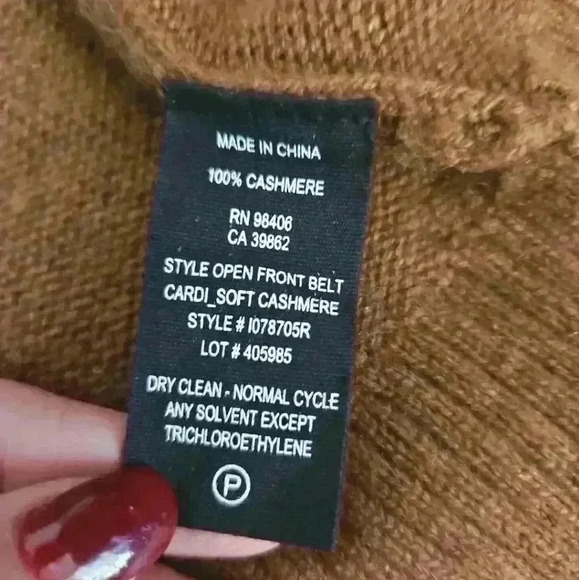 MADE IN CHINA
100% CASHMERE
RN 98406
CA 39862
STYLE OPEN FRONT BELT
CARDI_SOFT CASHMERE
STYLE # I078705R
LOT # 405985
DRY CLEAN - NORMAL CYCLE
ANY SOLVENT EXCEPT
TRICHLOROETHYLENE
P